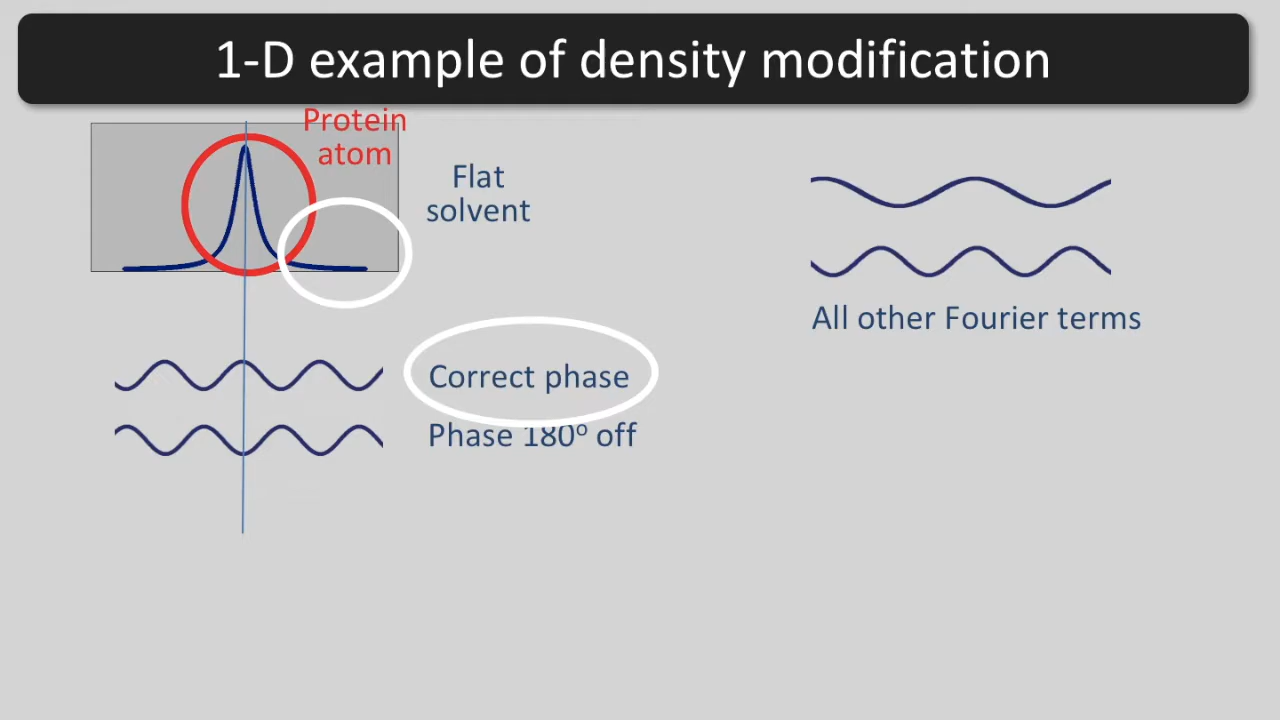 1-D example of density modification
Protein
atom
Flat
solvent
Correct phase
Phase 180º off
All other Fourier terms